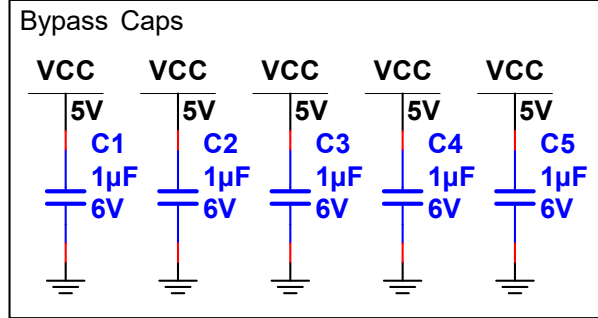 Bypass Caps
VCC VCC VCC VCC VCC
5V 5V 5V 5V 5V
C1 C2 C3 C4 C5
1µF 1µF 1µF 1µF 1µF
6V 6V 6V 6V 6V